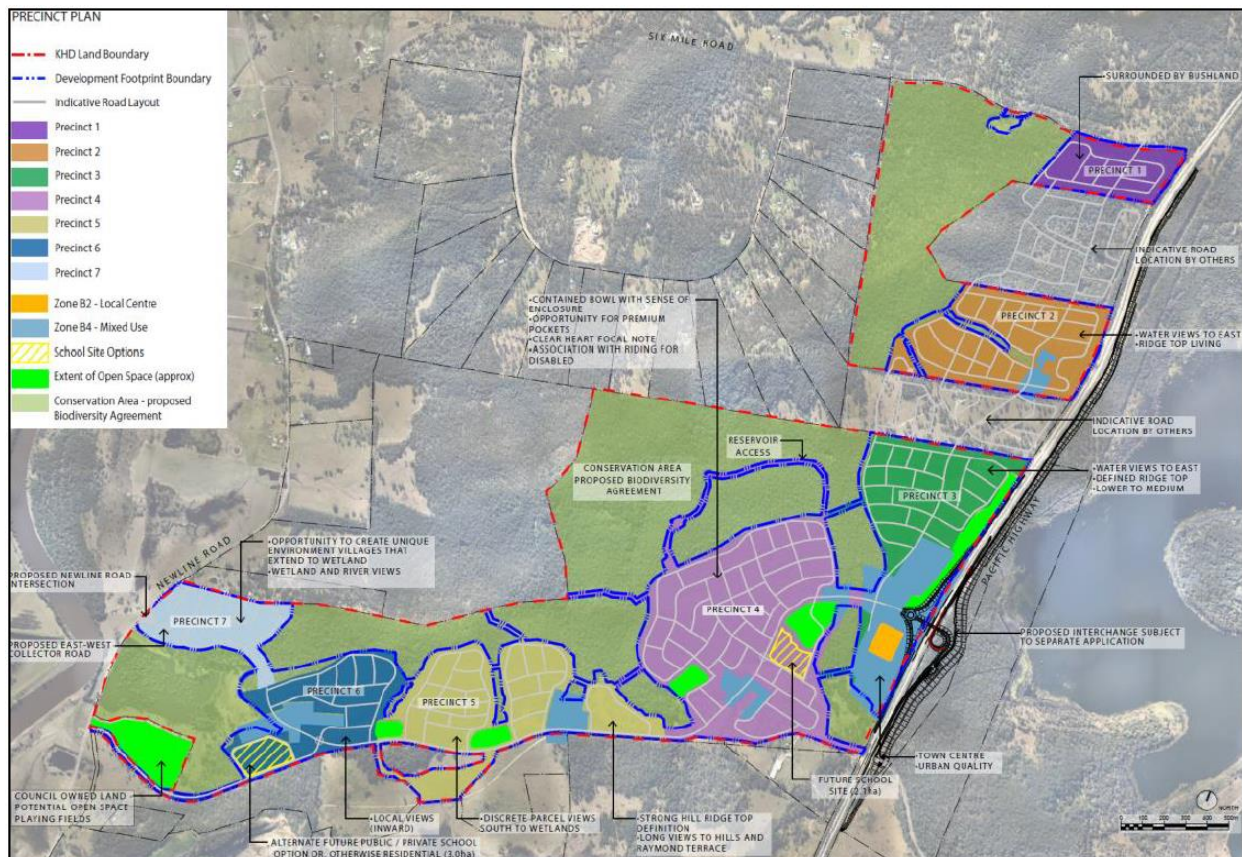 PRECINCT PLAN
KHD Land Boundary
Development Footprint Boundary
Indicative Road Layout
Precinct 1
Precinct 2
Precinct 3
Precinct 4
Precinct 5
Precinct 6
Precinct 7
Zone B2 - Local Centre
Zone B4 - Mixed Use
School Site Options
Extent of Open Space (approx)
Conservation Area - proposed
Biodiversity Agreement
SIX MILE ROAD
•SURROUNDED BY BUSHLAND
PRECINCT 1
INDICATIVE ROAD
LOCATION BY OTHERS
•CONTAINED BOWL WITH SENSE OF
ENCLOSURE
•OPPORTUNITY FOR PREMIUM
POCKETS
•CLEAR HEART FOCAL NOTE
•ASSOCIATION WITH RIDING FOR
DISABLED
PRECINCT 2
•WATER VIEWS TO EAST
•RIDGE TOP LIVING
INDICATIVE ROAD
LOCATION BY OTHERS
RESERVOIR
ACCESS
CONSERVATION AREA
PROPOSED BIODIVERSITY
AGREEMENT
PRECINCT 3
•WATER VIEWS TO EAST
•DEFINED RIDGE TOP
•LOWER TO MEDIUM
PACIFIC HIGHWAY
NEWLINE ROAD
•OPPORTUNITY TO CREATE UNIQUE
ENVIRONMENT VILLAGES THAT
EXTEND TO WETLAND
•WETLAND AND RIVER VIEWS
PROPOSED NEWLINE ROAD
INTERSECTION
PRECINCT 7
PRECINCT 4
PROPOSED EAST-WEST
COLLECTOR ROAD
PROPOSED INTERCHANGE SUBJECT
TO SEPARATE APPLICATION
PRECINCT 6
PRECINCT 5
•TOWN CENTRE
•URBAN QUALITY
FUTURE SCHOOL
SITE (2.1ha)
COUNCIL OWNED LAND
POTENTIAL OPEN SPACE
PLAYING FIELDS
•LOCAL VIEWS
(INWARD)
•DISCRETE PARCEL VIEWS
SOUTH TO WETLANDS
•STRONG HILL RIDGE TOP
DEFINITION
•LONG VIEWS TO HILLS AND
RAYMOND TERRACE
ALTERNATE FUTURE PUBLIC / PRIVATE SCHOOL
OPTION OR, OTHERWISE RESIDENTIAL (3.0ha)
NORTH